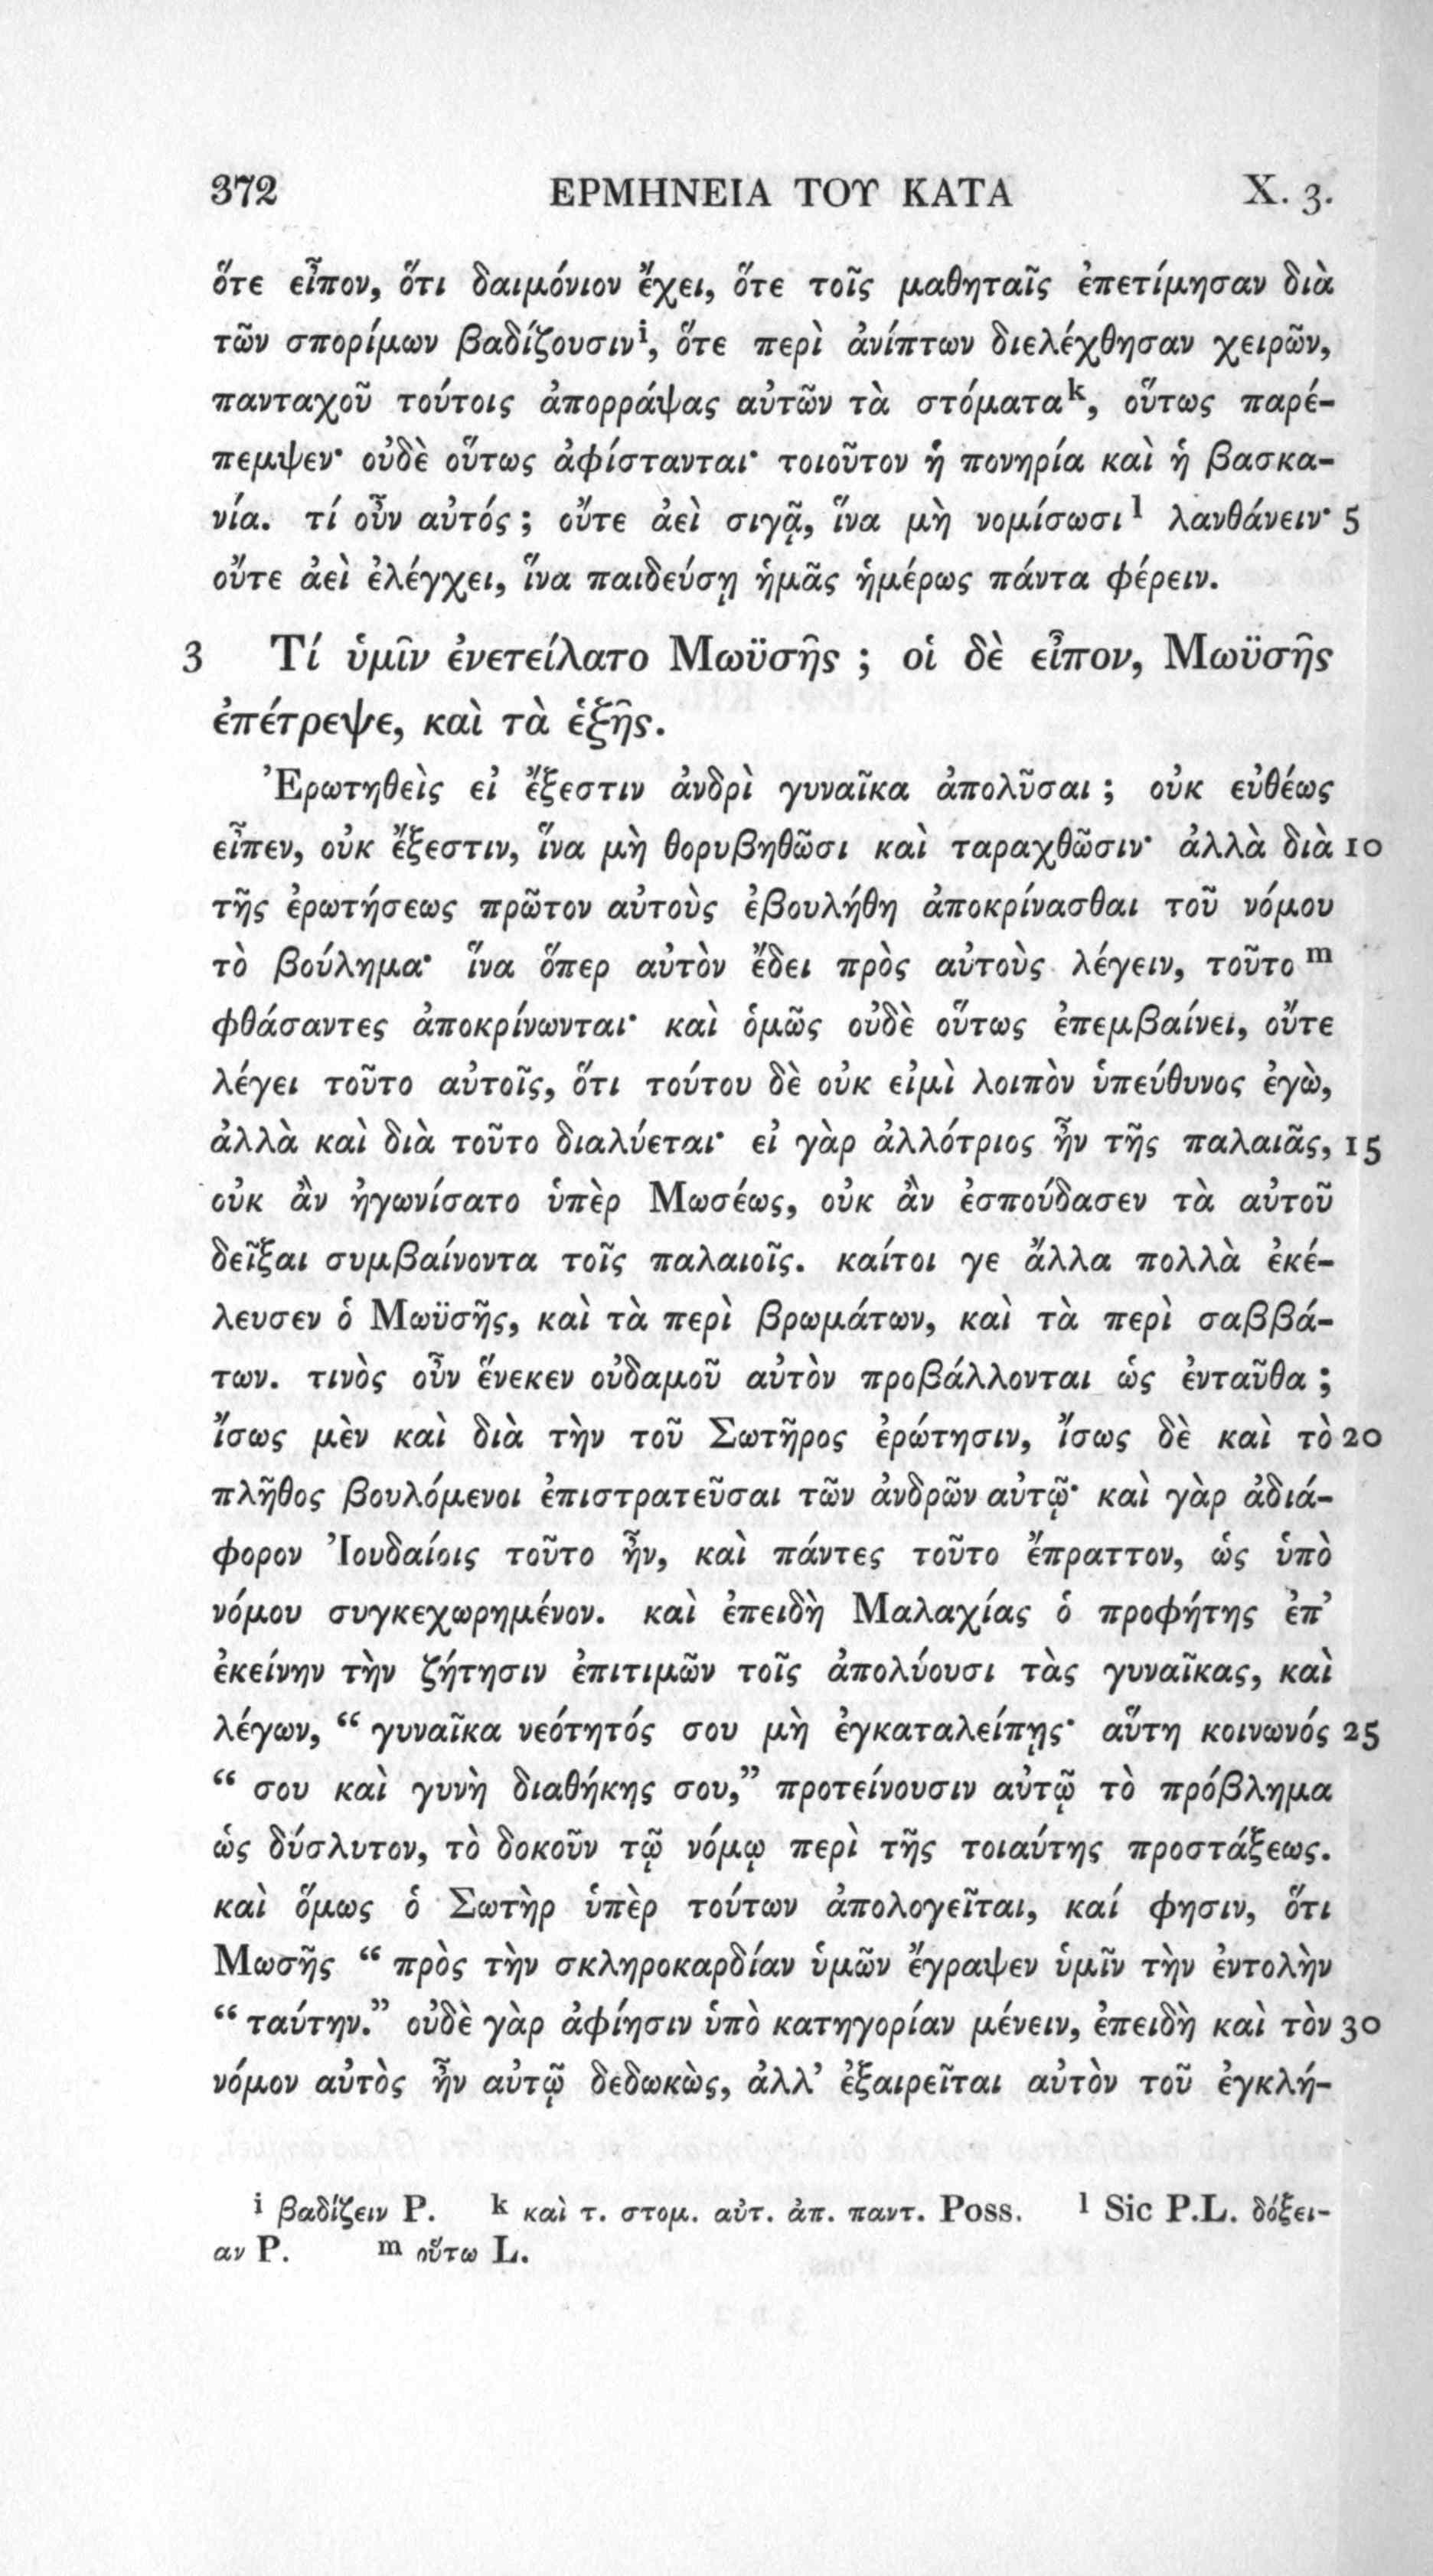 372 ΕΡΜΗΝΕΙΑ ΤΟΥ ΚΑΤΑ X. 3.
ὅτε εἶπον, ὅτι δαιμόνιον ἔχει, ὅτε τοῖς μαθηταῖς ἐπετίμησαν διὰ
τῶν σπορίμων βαδίζουσιν i, ὅτε περὶ ἀνίπτων διελέχθησαν χειρῶν,
πανταχοῦ τούτοις ἀπορράψας αὐτῶν τὰ στόματα k, οὕτως παρέ-
πεμψεν· οὐδὲ οὕτως ἀφίστανται· τοιοῦτον ἡ πονηρία καὶ ἡ βασκα-
νία. τί οὖν αὐτός; οὔτε ἀεὶ σιγᾷ, ἵνα μὴ νομίσωσι l λανθάνειν· 5
οὔτε ἀεὶ ἐλέγχει, ἵνα παιδεύσῃ ἡμᾶς ἡμέρως πάντα φέρειν.
3 Τί ὑμῖν ἐνετείλατο Μωϋσῆς; οἱ δὲ εἶπον, Μωϋσῆς
ἐπέτρεψε, καὶ τὰ ἑξῆς.
Ἐρωτηθεὶς εἰ ἔξεστιν ἀνδρὶ γυναῖκα ἀπολῦσαι; οὐκ εὐθέως
εἶπεν, οὐκ ἔξεστιν, ἵνα μὴ θορυβηθῶσι καὶ ταραχθῶσιν· ἀλλὰ διὰ 10
τῆς ἐρωτήσεως πρῶτον αὐτοὺς ἐβουλήθη ἀποκρίνασθαι τοῦ νόμου
τὸ βούλημα· ἵνα ὅπερ αὐτὸν ἔδει πρὸς αὐτοὺς λέγειν, τοῦτο m
φθάσαντες ἀποκρίνωνται· καὶ ὁμῶς οὐδὲ οὕτως ἐπεμβαίνει, οὔτε
λέγει τοῦτο αὐτοῖς, ὅτι τούτου δὲ οὐκ εἰμὶ λοιπὸν ὑπεύθυνος ἐγὼ,
ἀλλὰ καὶ διὰ τοῦτο διαλύεται· εἰ γὰρ ἀλλότριος ἦν τῆς παλαιᾶς, 15
οὐκ ἂν ἠγωνίσατο ὑπὲρ Μωσέως, οὐκ ἂν ἐσπούδασεν τὰ αὐτοῦ
δεῖξαι συμβαίνοντα τοῖς παλαιοῖς. καίτοι γε ἄλλα πολλὰ ἐκέ-
λευσεν ὁ Μωϋσῆς, καὶ τὰ περὶ βρωμάτων, καὶ τὰ περὶ σαββά-
των. τινὸς οὖν ἕνεκεν οὐδαμοῦ αὐτὸν προβάλλονται ὡς ἐνταῦθα;
ἴσως μὲν καὶ διὰ τὴν τοῦ Σωτῆρος ἐρώτησιν, ἴσως δὲ καὶ τὸ 20
πλῆθος βουλόμενοι ἐπιστρατεῦσαι τῶν ἀνδρῶν αὐτῷ· καὶ γὰρ ἀδιά-
φορον Ἰουδαίοις τοῦτο ἦν, καὶ πάντες τοῦτο ἔπραττον, ὡς ὑπὸ
νόμου συγκεχωρημένον. καὶ ἐπειδὴ Μαλαχίας ὁ προφήτης ἐπ’
ἐκείνην τὴν ζήτησιν ἐπιτιμῶν τοῖς ἀπολύουσι τὰς γυναῖκας, καὶ
λέγων, “ γυναῖκα νεότητός σου μὴ ἐγκαταλείπῃς· αὕτη κοινωνός 25
“ σου καὶ γυνὴ διαθήκης σου,” προτείνουσιν αὐτῷ τὸ πρόβλημα
ὡς δύσλυτον, τὸ δοκοῦν τῷ νόμῳ περὶ τῆς τοιαύτης προστάξεως.
καὶ ὅμως ὁ Σωτὴρ ὑπὲρ τούτων ἀπολογεῖται, καί φησιν, ὅτι
Μωσῆς “ πρὸς τὴν σκληροκαρδίαν ὑμῶν ἔγραψεν ὑμῖν τὴν ἐντολὴν
“ ταύτην.” οὐδὲ γὰρ ἀφίησιν ὑπὸ κατηγορίαν μένειν, ἐπειδὴ καὶ τὸν 30
νόμον αὐτὸς ἦν αὐτῷ δεδωκὼς, ἀλλ’ ἐξαιρεῖται αὐτὸν τοῦ ἐγκλή-
i βαδίζειν P. k καὶ τ. στομ. αὐτ. ἀπ. παντ. Poss. l Sic P.L. δόξει-
αν P. m οὕτω L.